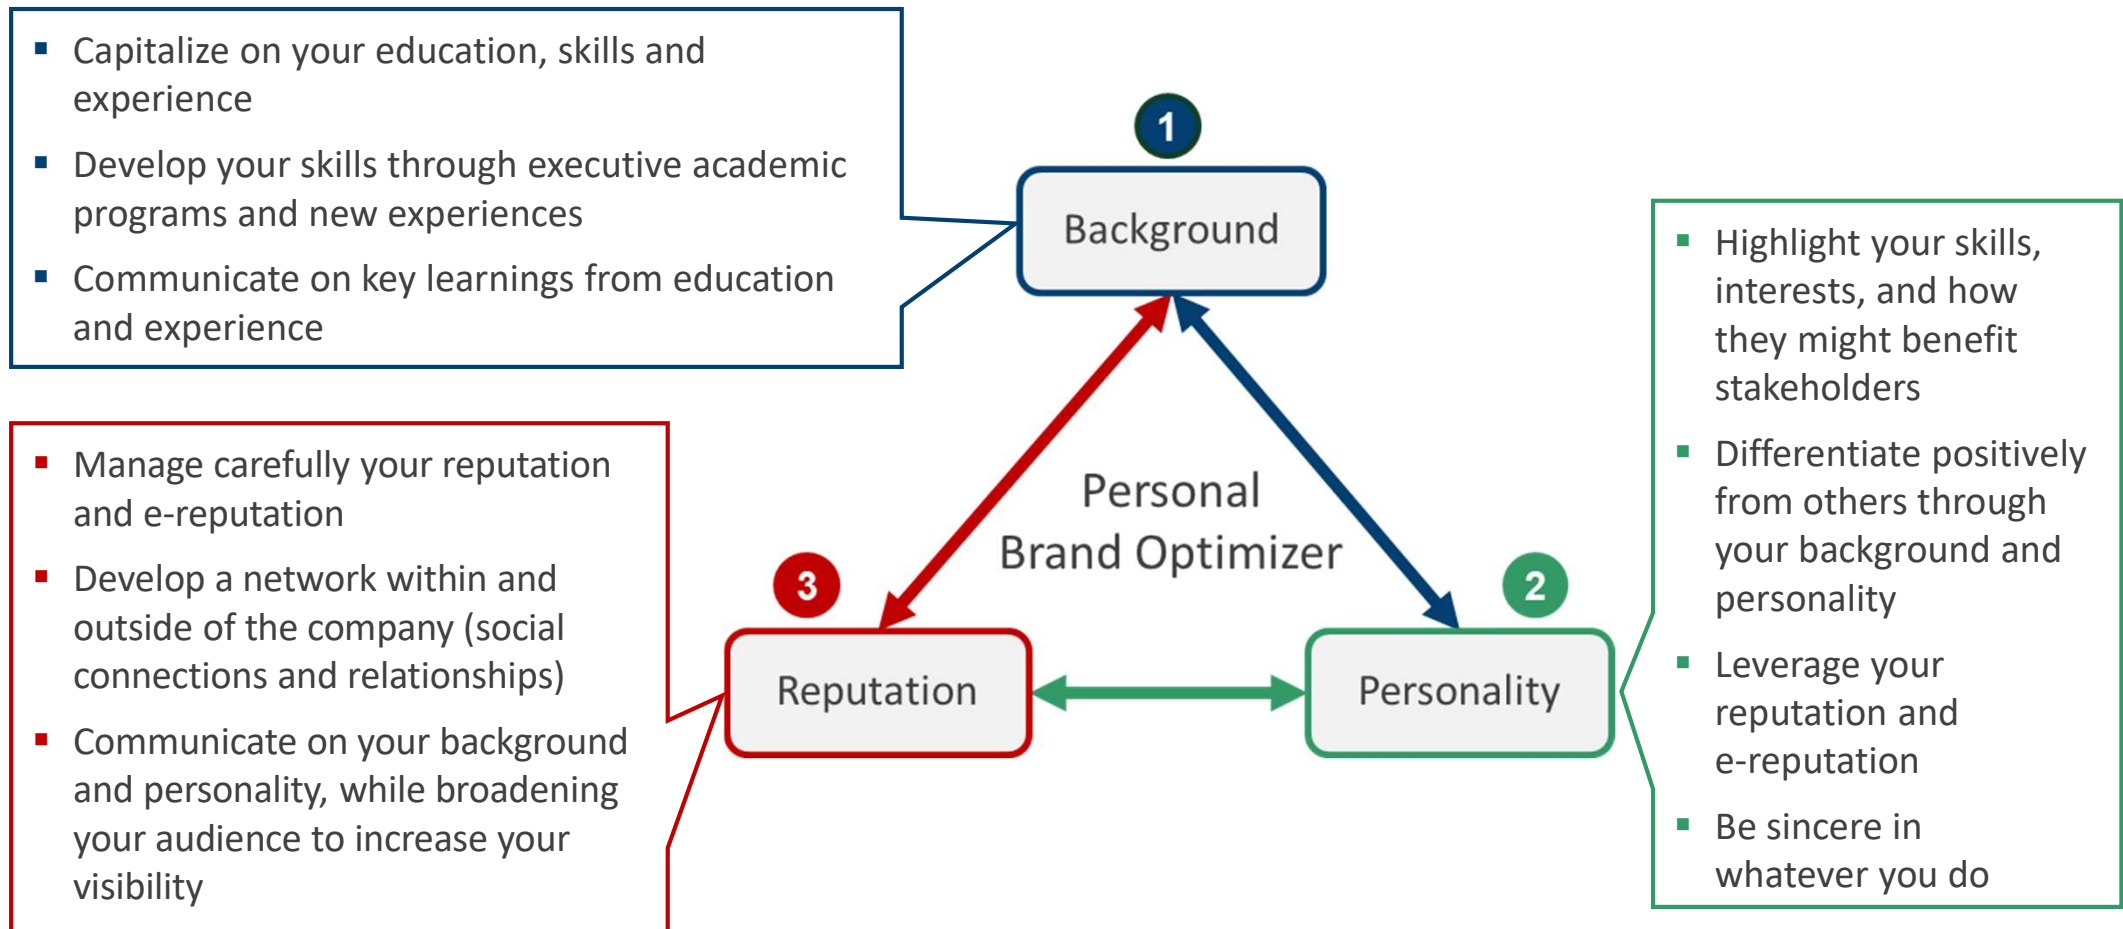 Capitalize on your education, skills and
experience
Develop your skills through executive academic
programs and new experiences
Communicate on key learnings from education
and experience
1
Background
Highlight your skills,
interests, and how
they might benefit
stakeholders
Differentiate positively
from others through
your background and
personality
Leverage your
reputation and
e-reputation
Be sincere in
whatever you do
Manage carefully your reputation
and e-reputation
Develop a network within and
outside of the company (social
connections and relationships)
Communicate on your background
and personality, while broadening
your audience to increase your
visibility
Personal
Brand Optimizer
3
Reputation
2
Personality